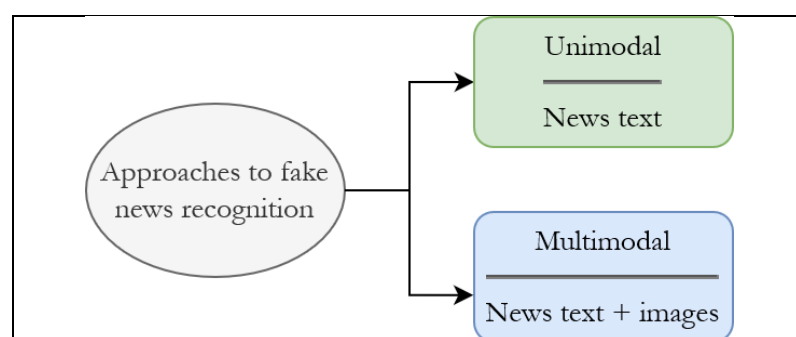 Approaches to fake
news recognition
Unimodal
News text
Multimodal
News text + images